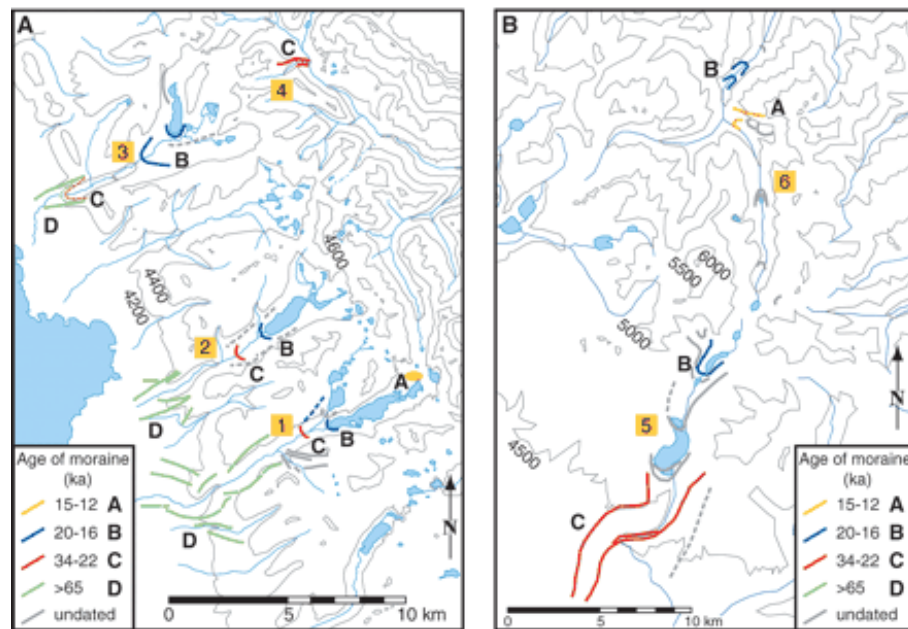 A
C
4
3
B
C
D
4600
4400
4200
2
B
C
A
1
D
B
C
D
N
Age of moraine
(ka)
15-12 A
20-16 B
34-22 C
>65 D
undated
0 5 10 km
B
B
A
6
6000
5500
5000
B
5
4500
C
N
Age of moraine
(ka)
15-12 A
20-16 B
34-22 C
>65 D
undated
0 5 10 km